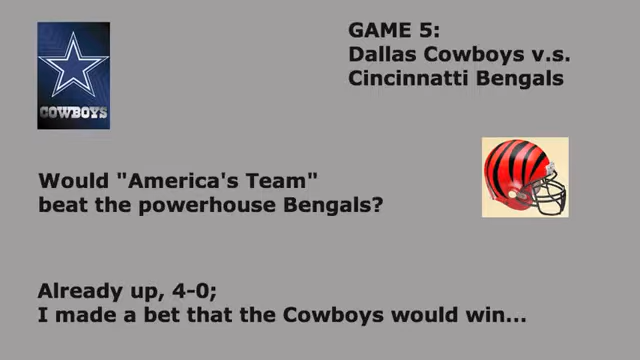 COWBOYS
GAME 5:
Dallas Cowboys v.s.
Cincinnatti Bengals
Would "America's Team"
beat the powerhouse Bengals?
Already up, 4-0;
I made a bet that the Cowboys would win...